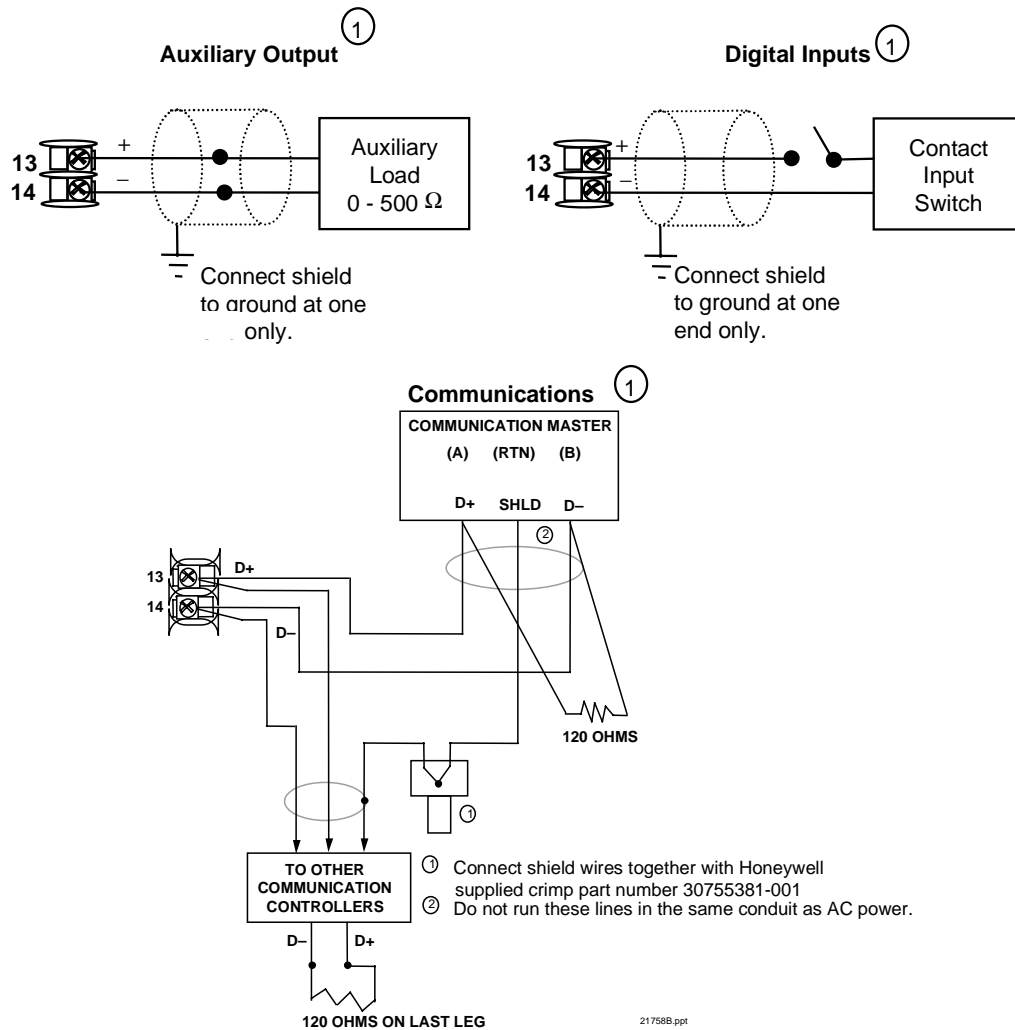 Auxiliary Output 1
13
14
+
–
Auxiliary
Load
0 - 500 Ω
Connect shield
to ground at one
only.
Digital Inputs 1
13
14
+
–
Contact
Input
Switch
Connect shield
to ground at one
end only.
Communications 1
COMMUNICATION MASTER
(A) (RTN) (B)
D+ SHLD D–
2
13
14
D+
D–
120 OHMS
1
TO OTHER
COMMUNICATION
CONTROLLERS
D– D+
120 OHMS ON LAST LEG
1 Connect shield wires together with Honeywell
supplied crimp part number 30755381-001
2 Do not run these lines in the same conduit as AC power.
21758B.ppt